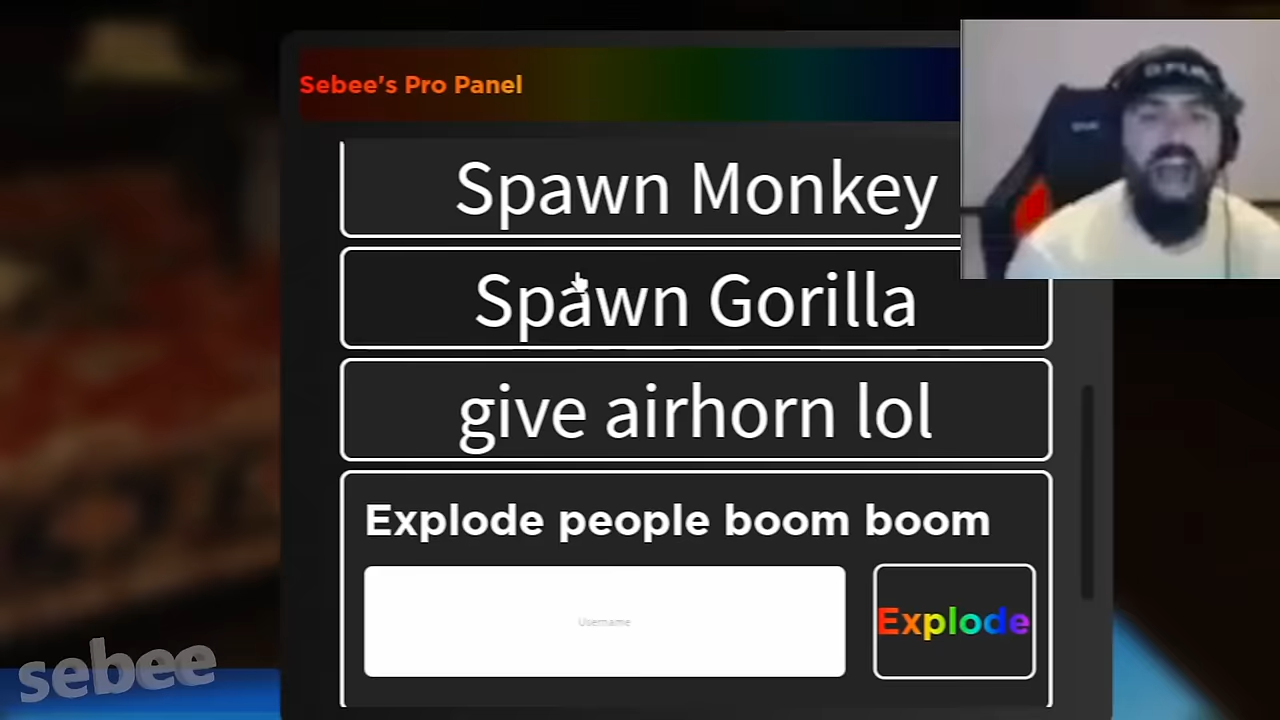 Sebee's Pro Panel
Spawn Monkey
Spawn Gorilla
give airhorn lol
Explode people boom boom
Username
Explode
sebee